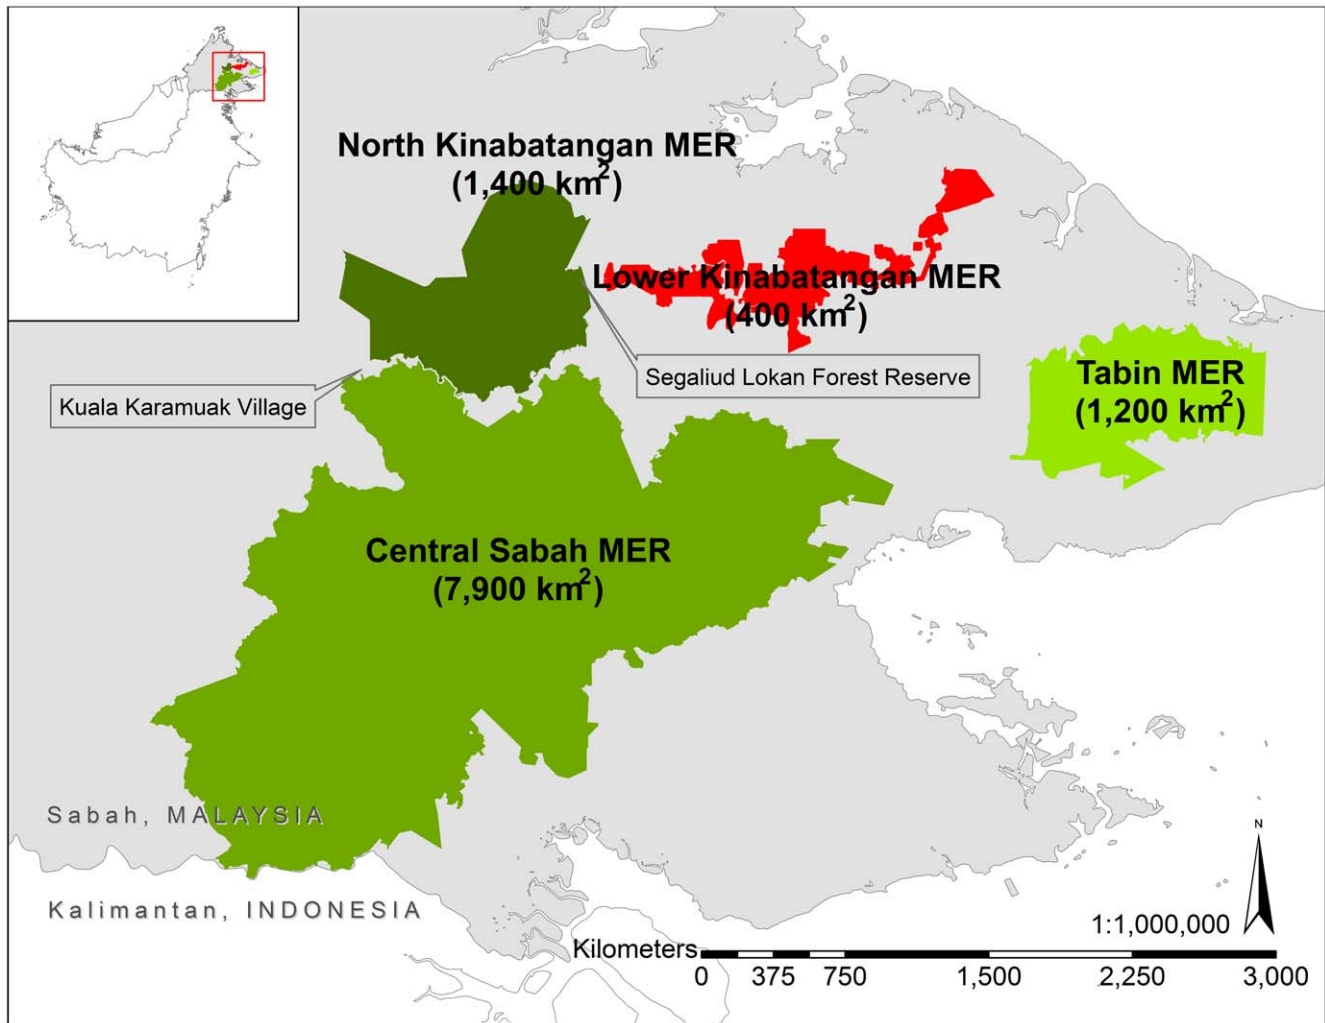 North Kinabatangan MER
(1,400 km²)
Lower Kinabatangan MER
(400 km²)
Segaliud Lokan Forest Reserve
Tabin MER
(1,200 km²)
Kuala Karamuak Village
Central Sabah MER
(7,900 km²)
Sabah, MALAYSIA
Kalimantan, INDONESIA
N
1:1,000,000
Kilometers
0 375 750 1,500 2,250 3,000